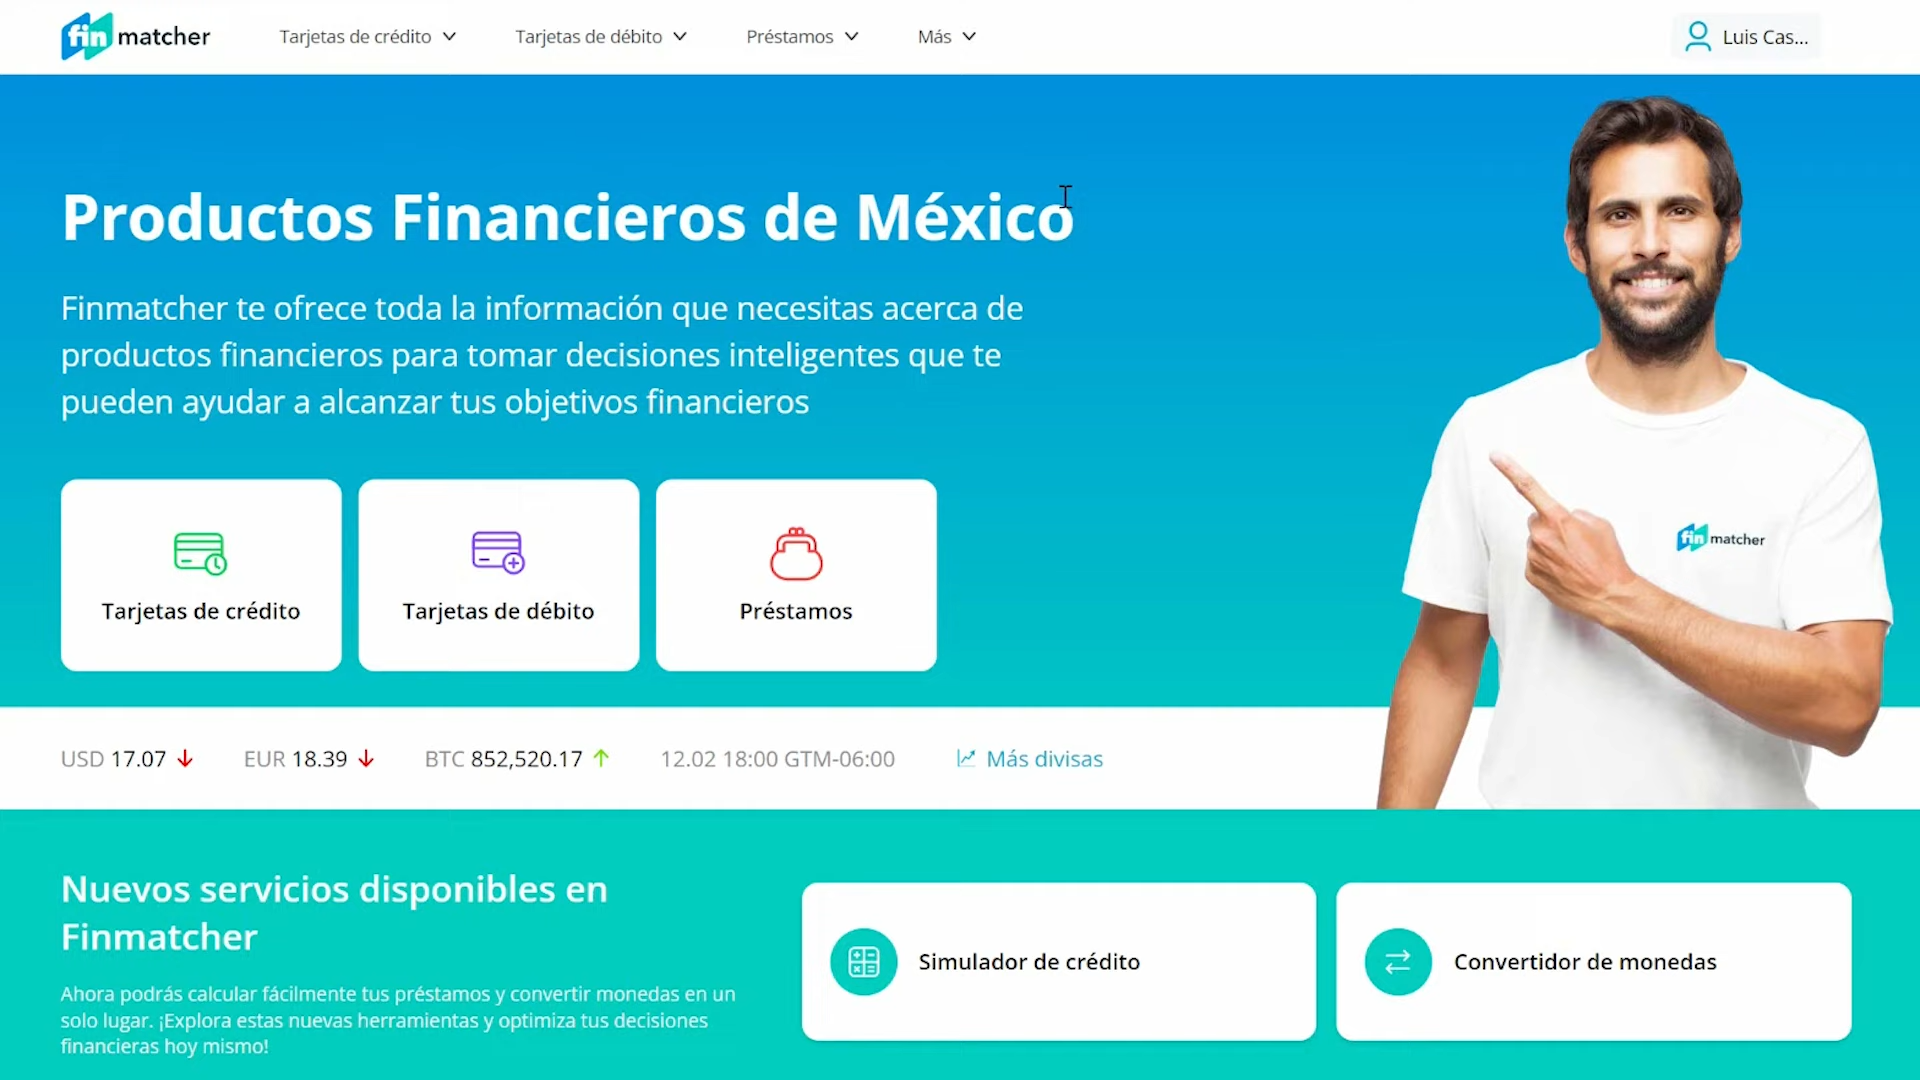 fin matcher
Tarjetas de crédito
Tarjetas de débito
Préstamos
Más
Luis Cas...
Productos Financieros de México
Finmatcher te ofrece toda la información que necesitas acerca de
productos financieros para tomar decisiones inteligentes que te
pueden ayudar a alcanzar tus objetivos financieros
fin matcher
Tarjetas de crédito
Tarjetas de débito
Préstamos
USD 17.07
EUR 18.39
BTC 852,520.17
12.02 18:00 GTM-06:00
Más divisas
Nuevos servicios disponibles en
Finmatcher
Ahora podrás calcular fácilmente tus préstamos y convertir monedas en un
solo lugar. ¡Explora estas nuevas herramientas y optimiza tus decisiones
financieras hoy mismo!
Simulador de crédito
Convertidor de monedas